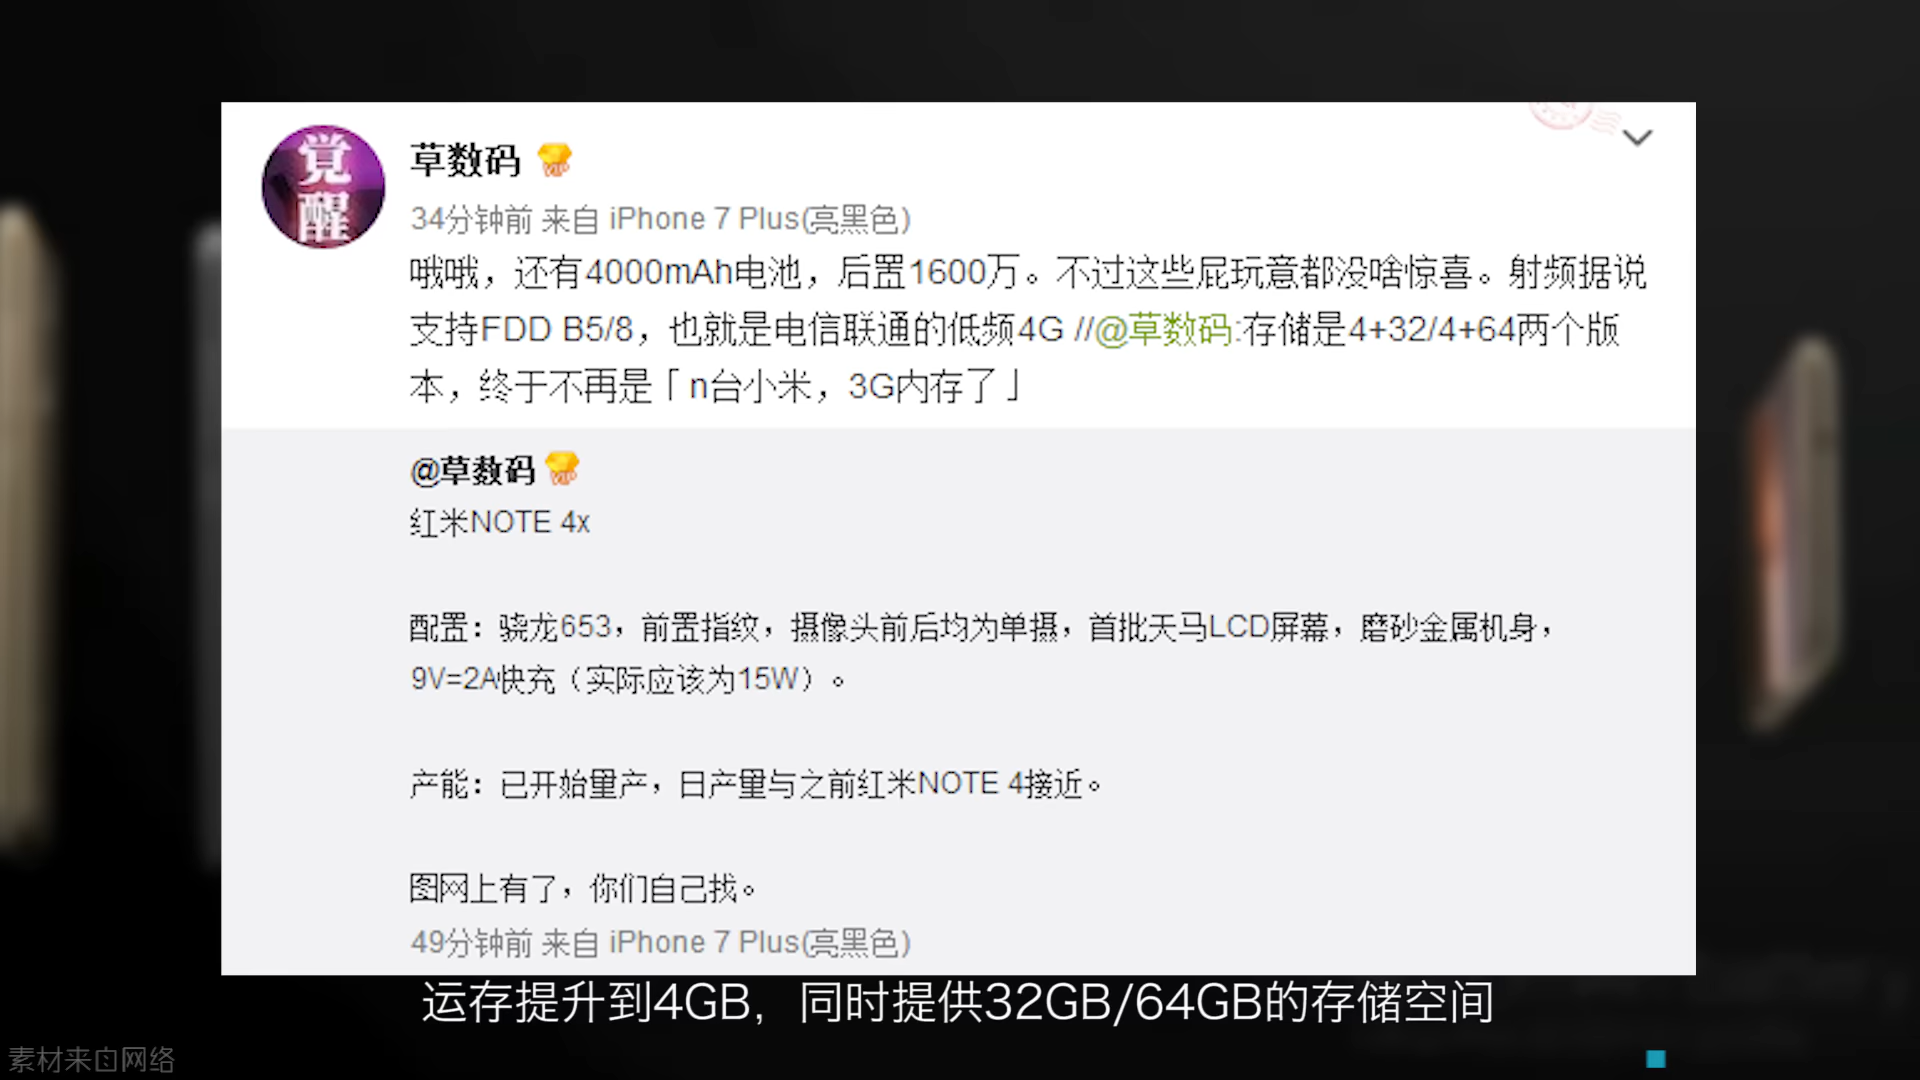 覚
醒
草数码
VIP
34分钟前 来自 iPhone 7 Plus(亮黑色)
哦哦，还有4000mAh电池，后置1600万。不过这些屁玩意都没啥惊喜。射频据说
支持FDD B5/8，也就是电信联通的低频4G //@草数码:存储是4+32/4+64两个版
本，终于不再是「n台小米，3G内存了」
@草数码
VIP
红米NOTE 4x
配置：骁龙653，前置指纹，摄像头前后均为单摄，首批天马LCD屏幕，磨砂金属机身，
9V=2A快充（实际应该为15W）。
产能：已开始量产，日产量与之前红米NOTE 4接近。
图网上有了，你们自己找。
49分钟前 来自 iPhone 7 Plus(亮黑色)
运存提升到4GB，同时提供32GB/64GB的存储空间
素材来自网络